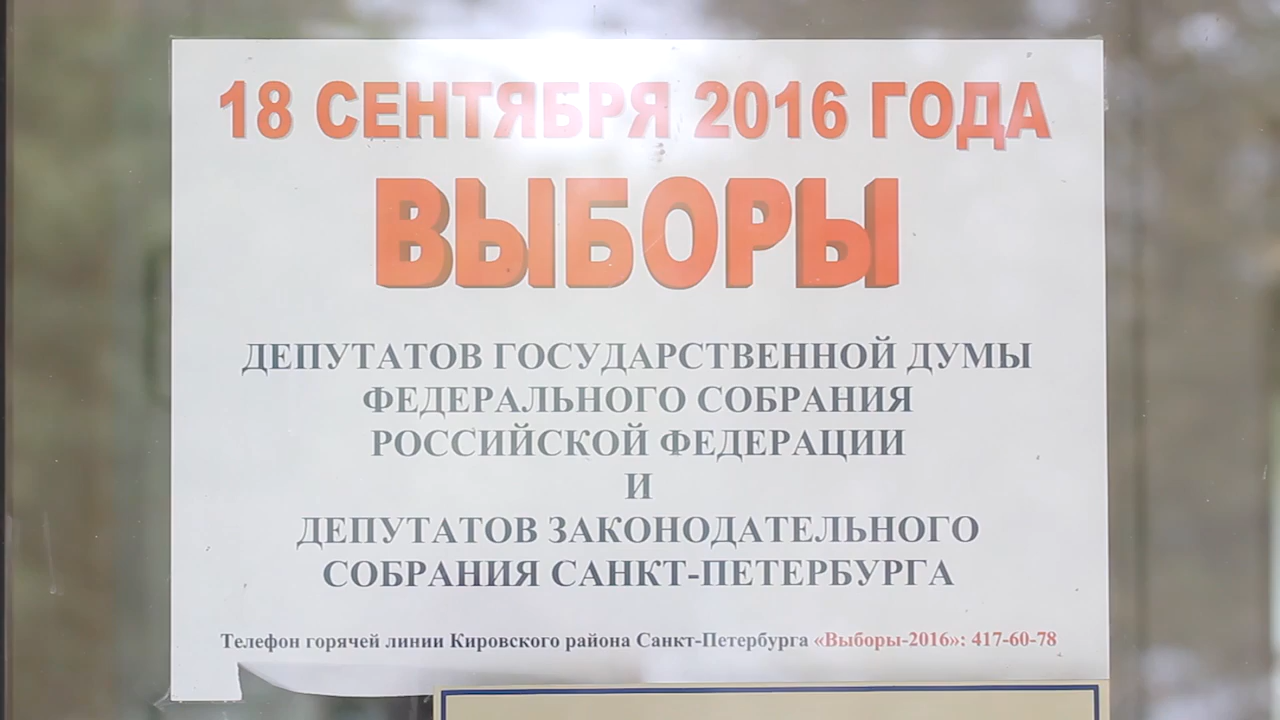 18 СЕНТЯБРЯ 2016 ГОДА
ВЫБОРЫ
ДЕПУТАТОВ ГОСУДАРСТВЕННОЙ ДУМЫ
ФЕДЕРАЛЬНОГО СОБРАНИЯ
РОССИЙСКОЙ ФЕДЕРАЦИИ
И
ДЕПУТАТОВ ЗАКОНОДАТЕЛЬНОГО
СОБРАНИЯ САНКТ-ПЕТЕРБУРГА
Телефон горячей линии Кировского района Санкт-Петербурга «Выборы-2016»: 417-60-78